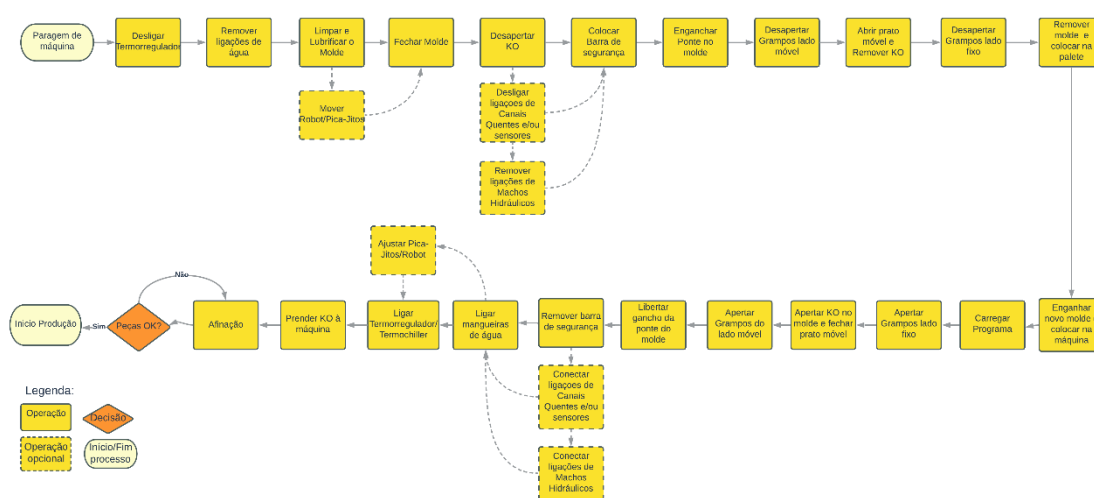 Paragem de
máquina
Desligar
Termorregulador
Remover
ligações de
água
Limpar e
Lubrificar o
Molde
Fechar Molde
Desapertar
KO
Colocar
Barra de
segurança
Enganchar
Ponte no
molde
Desapertar
Grampos lado
móvel
Abrir prato
móvel e
Remover KO
Desapertar
Grampos lado
fixo
Remover
molde e
colocar na
palete
Mover
Robot/Pica-Jitos
Desligar
ligaçoes de
Canais
Quentes e/ou
sensores
Remover
ligações de
Machos
Hidráulicos
Ajustar Pica-
Jitos/Robot
Inicio Produção
Sim
Peças OK?
Não
Afinação
Prender KO à
máquina
Ligar
Termorregulador/
Termochiller
Ligar
mangueiras
de água
Remover barra
de segurança
Libertar
gancho da
ponte do
molde
Apertar
Grampos do
lado móvel
Apertar KO no
molde e fechar
prato móvel
Apertar
Grampos lado
fixo
Carregar
Programa
Enganhar
novo molde e
colocar na
máquina
Conectar
ligaçoes de
Canais
Quentes e/ou
sensores
Conectar
ligações de
Machos
Hidráulicos
Legenda:
Operação
Decisão
Operação
opcional
Início/Fim
processo